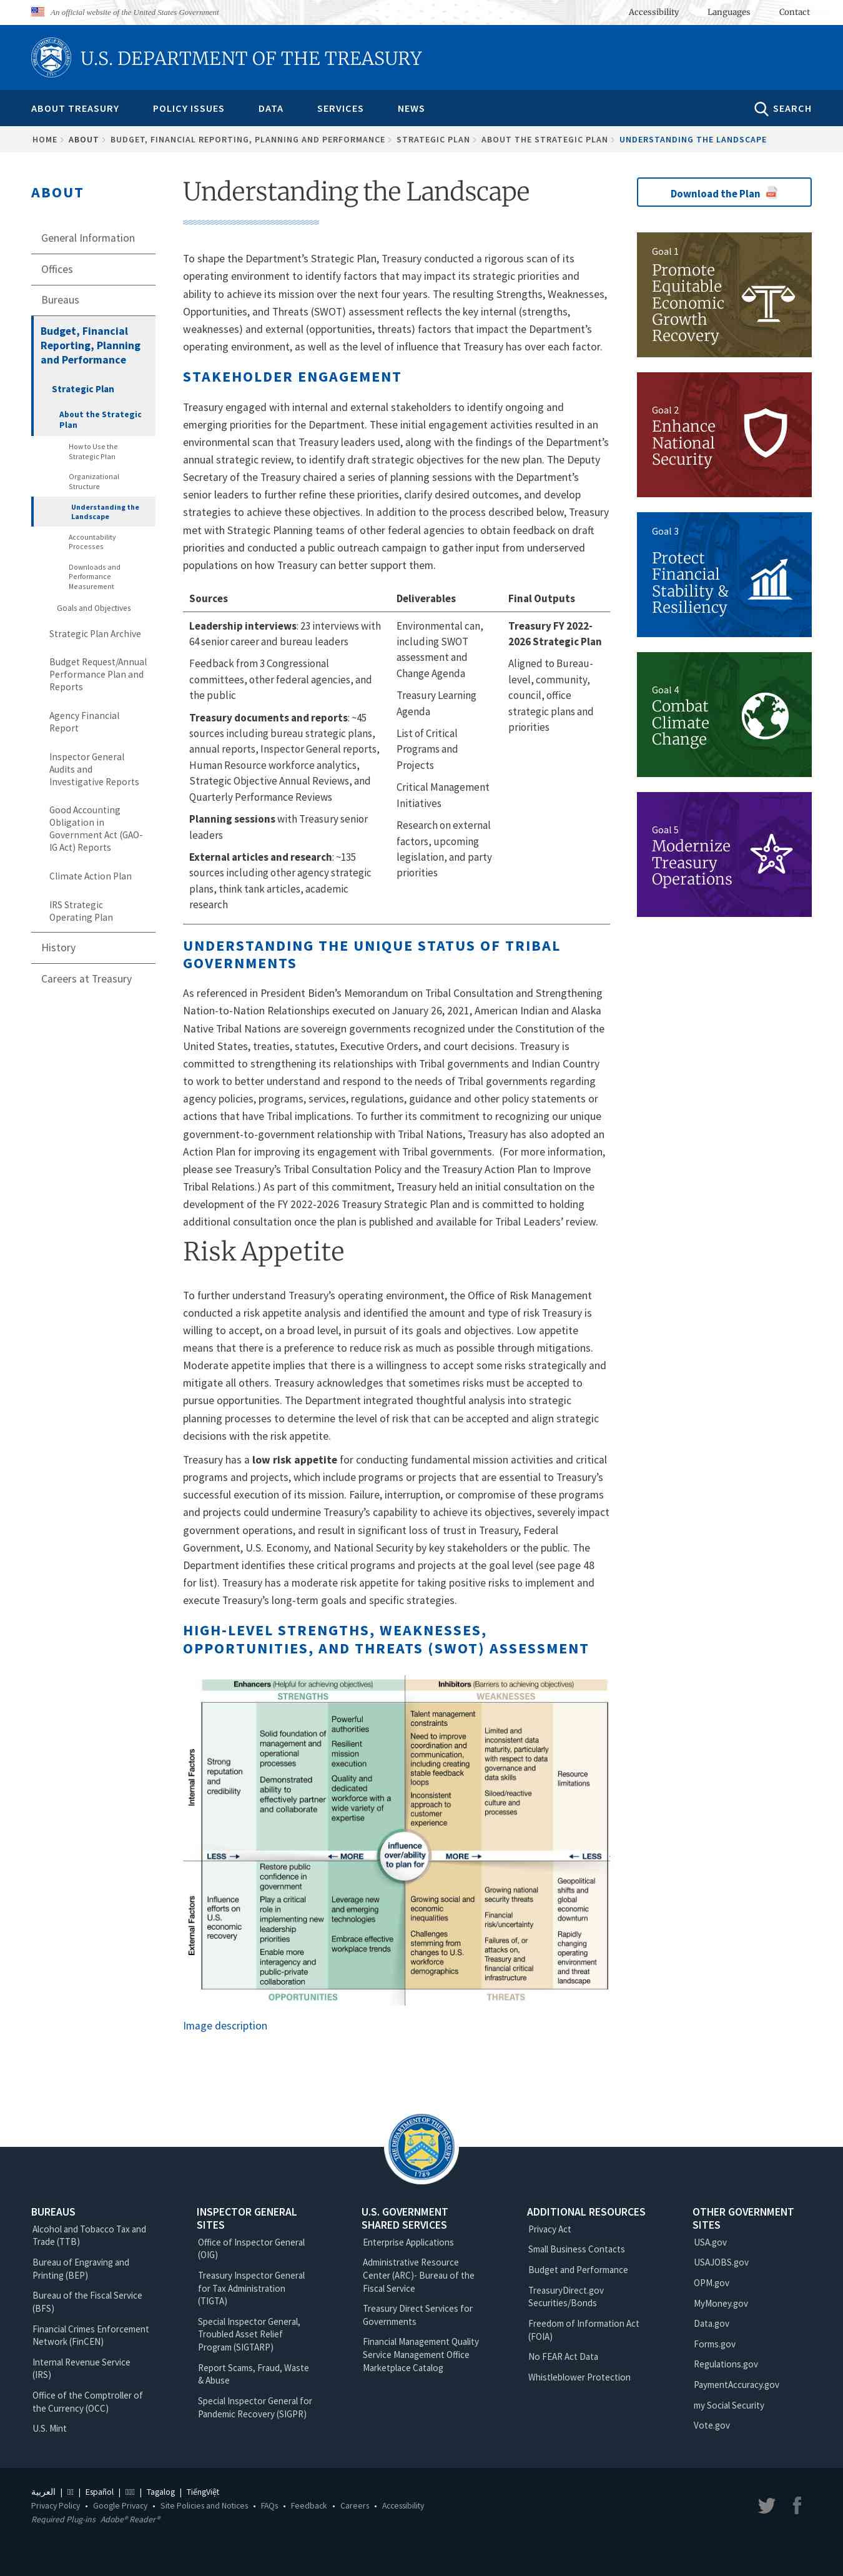 An official website of the United States Government
Accessibility
Languages
Contact
U.S. DEPARTMENT OF THE TREASURY
ABOUT TREASURY
POLICY ISSUES
DATA
SERVICES
NEWS
SEARCH
HOME > ABOUT > BUDGET, FINANCIAL REPORTING, PLANNING AND PERFORMANCE > STRATEGIC PLAN > ABOUT THE STRATEGIC PLAN > UNDERSTANDING THE LANDSCAPE
ABOUT
General Information
Offices
Bureaus
Budget, Financial
Reporting, Planning
and Performance
Strategic Plan
About the Strategic
Plan
How to Use the
Strategic Plan
Organizational
Structure
Understanding the
Landscape
Accountability
Processes
Downloads and
Performance
Measurement
Goals and Objectives
Strategic Plan Archive
Budget Request/Annual
Performance Plan and
Reports
Agency Financial
Report
Inspector General
Audits and
Investigative Reports
Good Accounting
Obligation in
Government Act (GAO-
IG Act) Reports
Climate Action Plan
IRS Strategic
Operating Plan
History
Careers at Treasury
Understanding the Landscape
To shape the Department’s Strategic Plan, Treasury conducted a rigorous scan of its
operating environment to identify factors that may impact its strategic priorities and
ability to achieve its mission over the next four years. The resulting Strengths, Weaknesses,
Opportunities, and Threats (SWOT) assessment reflects the key internal (strengths,
weaknesses) and external (opportunities, threats) factors that impact the Department’s
operating environment, as well as the level of influence that Treasury has over each factor.
STAKEHOLDER ENGAGEMENT
Treasury engaged with internal and external stakeholders to identify ongoing and
emerging priorities for the Department. These initial engagement activities resulted in an
environmental scan that Treasury leaders used, along with the findings of the Department’s
annual strategic review, to identify draft strategic objectives for the new plan. The Deputy
Secretary of the Treasury chaired a series of planning sessions with the Department’s
senior leaders to further refine these priorities, clarify desired outcomes, and develop
strategies to achieve these objectives. In addition to the process described below, Treasury
met with Strategic Planning teams of other federal agencies to obtain feedback on draft
priorities and conducted a public outreach campaign to gather input from underserved
populations on how Treasury can better support them.
Sources
Leadership interviews: 23 interviews with
64 senior career and bureau leaders
Feedback from 3 Congressional
committees, other federal agencies, and
the public
Treasury documents and reports: ~45
sources including bureau strategic plans,
annual reports, Inspector General reports,
Human Resource workforce analytics,
Strategic Objective Annual Reviews, and
Quarterly Performance Reviews
Planning sessions with Treasury senior
leaders
External articles and research: ~135
sources including other agency strategic
plans, think tank articles, academic
research
Deliverables
Environmental can,
including SWOT
assessment and
Change Agenda
Treasury Learning
Agenda
List of Critical
Programs and
Projects
Critical Management
Initiatives
Research on external
factors, upcoming
legislation, and party
priorities
Final Outputs
Treasury FY 2022-
2026 Strategic Plan
Aligned to Bureau-
level, community,
council, office
strategic plans and
priorities
UNDERSTANDING THE UNIQUE STATUS OF TRIBAL
GOVERNMENTS
As referenced in President Biden’s Memorandum on Tribal Consultation and Strengthening
Nation-to-Nation Relationships executed on January 26, 2021, American Indian and Alaska
Native Tribal Nations are sovereign governments recognized under the Constitution of the
United States, treaties, statutes, Executive Orders, and court decisions. Treasury is
committed to strengthening its relationships with Tribal governments and Indian Country
to work to better understand and respond to the needs of Tribal governments regarding
agency policies, programs, services, regulations, guidance and other policy statements or
actions that have Tribal implications. To further its commitment to recognizing our unique
government-to-government relationship with Tribal Nations, Treasury has also adopted an
Action Plan for improving its engagement with Tribal governments. (For more information,
please see Treasury’s Tribal Consultation Policy and the Treasury Action Plan to Improve
Tribal Relations.) As part of this commitment, Treasury held an initial consultation on the
development of the FY 2022-2026 Treasury Strategic Plan and is committed to holding
additional consultation once the plan is published and available for Tribal Leaders’ review.
Risk Appetite
To further understand Treasury’s operating environment, the Office of Risk Management
conducted a risk appetite analysis and identified the amount and type of risk Treasury is
willing to accept, on a broad level, in pursuit of its goals and objectives. Low appetite
means that there is a preference to reduce risk as much as possible through mitigations.
Moderate appetite implies that there is a willingness to accept some risks strategically and
mitigate all others. Treasury acknowledges that sometimes risks must be accepted to
pursue opportunities. The Department integrated thoughtful analysis into strategic
planning processes to determine the level of risk that can be accepted and align strategic
decisions with the risk appetite.
Treasury has a low risk appetite for conducting fundamental mission activities and critical
programs and projects, which include programs or projects that are essential to Treasury’s
successful execution of its mission. Failure, interruption, or compromise of these programs
and projects could undermine Treasury’s capability to achieve its objectives, severely impact
government operations, and result in significant loss of trust in Treasury, Federal
Government, U.S. Economy, and National Security by key stakeholders or the public. The
Department identifies these critical programs and projects at the goal level (see page 48
for list). Treasury has a moderate risk appetite for taking positive risks to implement and
execute Treasury’s long-term goals and specific strategies.
HIGH-LEVEL STRENGTHS, WEAKNESSES,
OPPORTUNITIES, AND THREATS (SWOT) ASSESSMENT
Enhancers (Helpful for achieving objectives)
Inhibitors (Barriers to achieving objectives)
STRENGTHS
WEAKNESSES
Internal Factors
Strong
reputation
and
credibility
Solid foundation of
management and
operational
processes
Demonstrated
ability to
effectively partner
and collaborate
Powerful
authorities
Resilient
mission
execution
Quality and
dedicated
workforce with a
wide variety of
expertise
Talent management
constraints
Need to improve
coordination and
communication,
including creating
stable feedback
loops
Inconsistent
approach to
customer
experience
Limited and
inconsistent data
maturity, particularly
with respect to data
governance and
data skills
Siloed/reactive
culture and
processes
Resource
limitations
LESS
MORE
influence
over/ability
to plan for
MORE
LESS
External Factors
Influence
efforts on
U.S.
economic
recovery
Restore public
confidence in
government
Play a critical
role in
implementing new
leadership
priorities
Enable more
interagency and
public-private
collaboration
Leverage new
and emerging
technologies
Embrace effective
workplace trends
Growing social and
economic
inequalities
Challenges
stemming from
changes to U.S.
workforce
demographics
Growing national
security threats
Financial
risk/uncertainty
Failures of, or
attacks on,
Treasury and
financial critical
infrastructure
Geopolitical
shifts and
global
economic
downturn
Rapidly
changing
operating
environment
and threat
landscape
OPPORTUNITIES
THREATS
Image description
Download the Plan
Goal 1
Promote
Equitable
Economic
Growth
Recovery
Goal 2
Enhance
National
Security
Goal 3
Protect
Financial
Stability &
Resiliency
Goal 4
Combat
Climate
Change
Goal 5
Modernize
Treasury
Operations
THE DEPARTMENT OF THE TREASURY
1789
BUREAUS
Alcohol and Tobacco Tax and
Trade (TTB)
Bureau of Engraving and
Printing (BEP)
Bureau of the Fiscal Service
(BFS)
Financial Crimes Enforcement
Network (FinCEN)
Internal Revenue Service
(IRS)
Office of the Comptroller of
the Currency (OCC)
U.S. Mint
INSPECTOR GENERAL
SITES
Office of Inspector General
(OIG)
Treasury Inspector General
for Tax Administration
(TIGTA)
Special Inspector General,
Troubled Asset Relief
Program (SIGTARP)
Report Scams, Fraud, Waste
& Abuse
Special Inspector General for
Pandemic Recovery (SIGPR)
U.S. GOVERNMENT
SHARED SERVICES
Enterprise Applications
Administrative Resource
Center (ARC)- Bureau of the
Fiscal Service
Treasury Direct Services for
Governments
Financial Management Quality
Service Management Office
Marketplace Catalog
ADDITIONAL RESOURCES
Privacy Act
Small Business Contacts
Budget and Performance
TreasuryDirect.gov
Securities/Bonds
Freedom of Information Act
(FOIA)
No FEAR Act Data
Whistleblower Protection
OTHER GOVERNMENT
SITES
USA.gov
USAJOBS.gov
OPM.gov
MyMoney.gov
Data.gov
Forms.gov
Regulations.gov
PaymentAccuracy.gov
my Social Security
Vote.gov
العربية | | Español | | Tagalog | TiếngViệt
Privacy Policy • Google Privacy • Site Policies and Notices • FAQs • Feedback • Careers • Accessibility
Required Plug-ins Adobe® Reader®